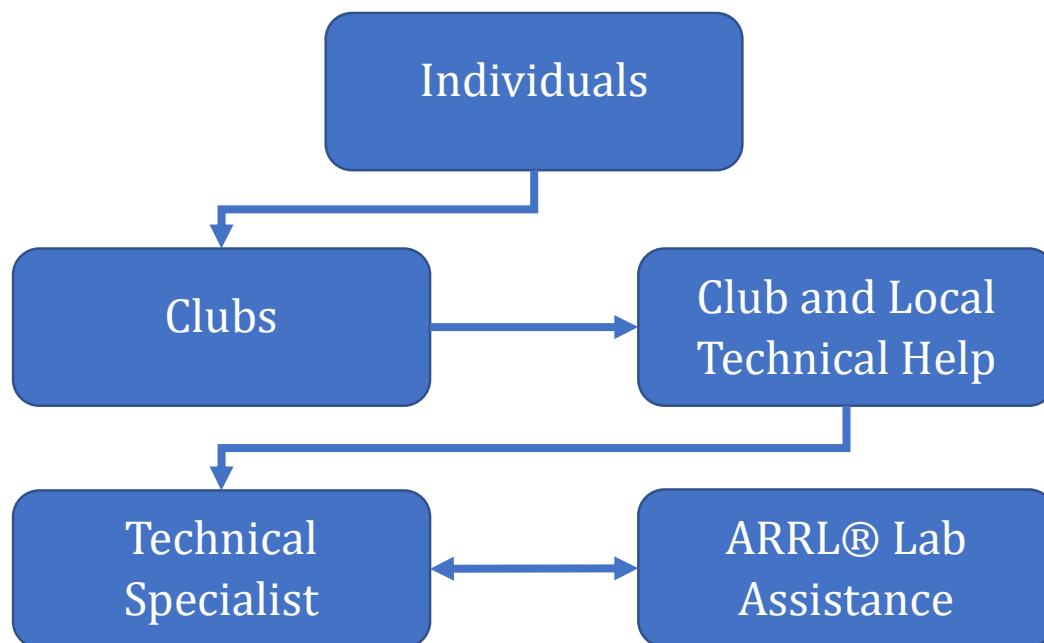 Individuals
Clubs
Club and Local
Technical Help
Technical
Specialist
ARRL® Lab
Assistance